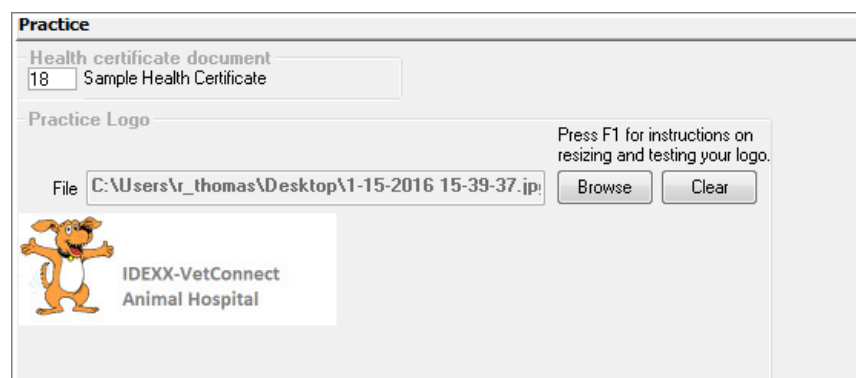 Practice
Health certificate document
18 Sample Health Certificate
Practice Logo
Press F1 for instructions on
resizing and testing your logo.
File C:\Users\r_thomas\Desktop\1-15-2016 15-39-37.jp
Browse Clear
IDEXX-VetConnect
Animal Hospital